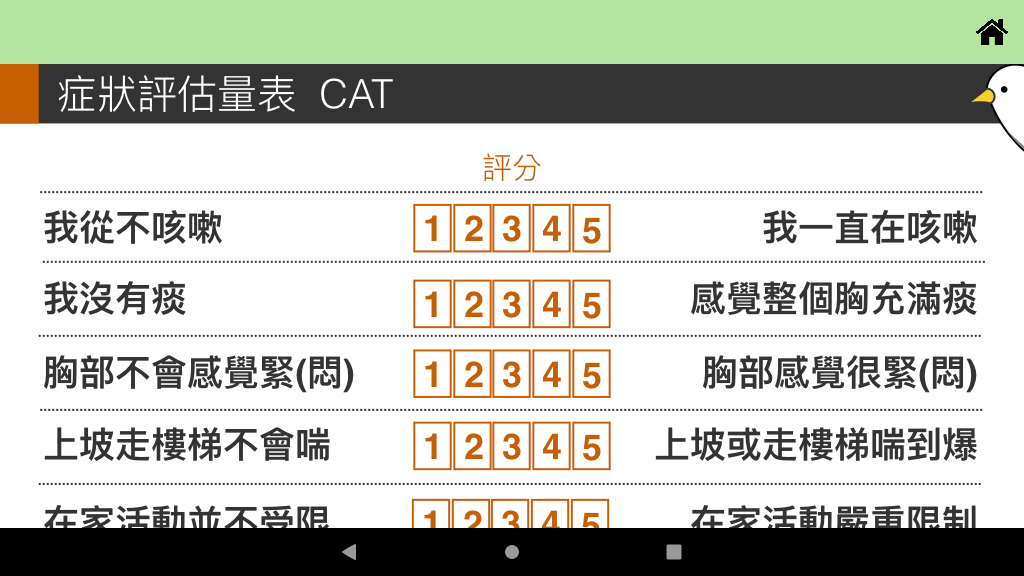 症狀評估量表 CAT
評分
我從不咳嗽 1 2 3 4 5 我一直在咳嗽
我沒有痰 1 2 3 4 5 感覺整個胸充滿痰
胸部不會感覺緊(悶) 1 2 3 4 5 胸部感覺很緊(悶)
上坡走樓梯不會喘 1 2 3 4 5 上坡或走樓梯喘到爆
在家活動並不受限 1 2 3 4 5 在家活動嚴重限制